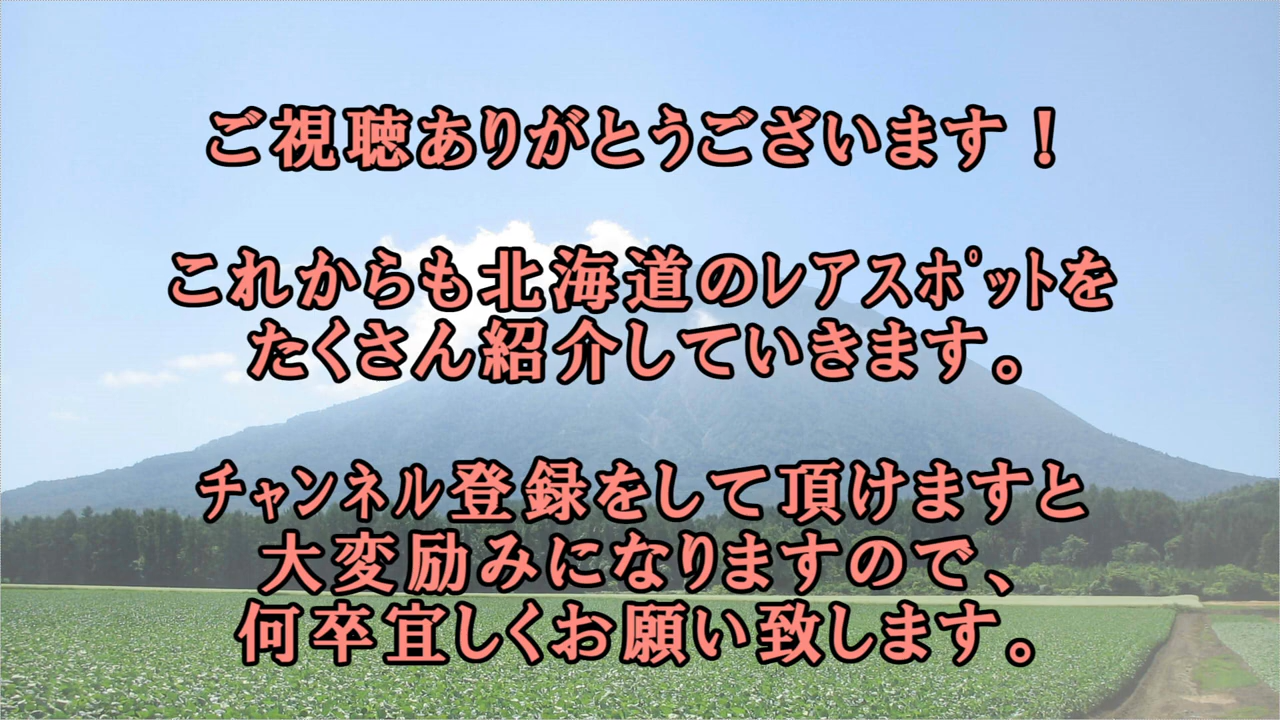 ご視聴ありがとうございます！
これからも北海道のﾚアスポｯﾄを
たくさん紹介していきます。
チャンネル登録をして頂けますと
大変励みになりますので、
何卒宜しくお願い致します。